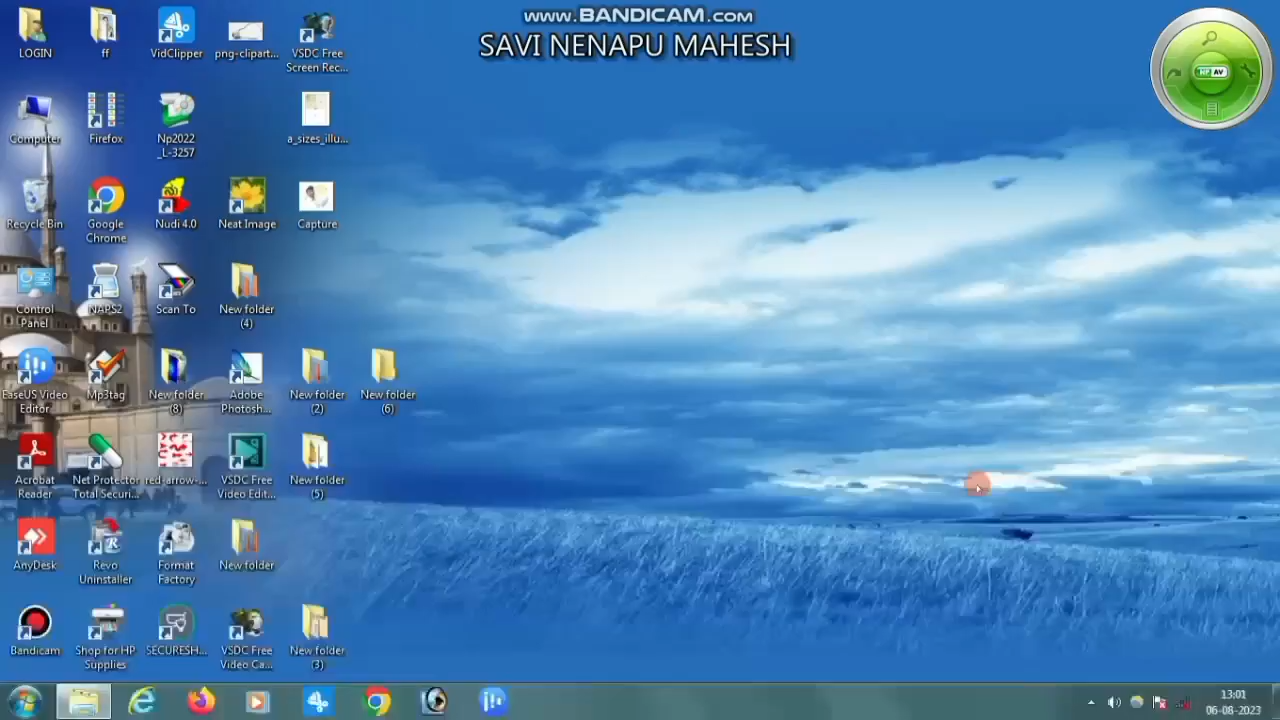 www.BANDICAM.com
SAVI NENAPU MAHESH
NP AV
LOGIN
ff
VidClipper
png-clipart...
VSDC Free
Screen Rec...
Computer
Firefox
Np2022
_L-3257
a_sizes_illu...
Recycle Bin
Google
Chrome
Nudi 4.0
Neat Image
Capture
Control
Panel
NAPS2
Scan To
New folder
(4)
EaseUS Video
Editor
Mp3tag
New folder
(8)
Adobe
Photosh...
New folder
(2)
New folder
(6)
Acrobat
Reader
Net Protector
Total Securi...
red-arrow-...
VSDC Free
Video Edit...
New folder
(5)
AnyDesk
Revo
Uninstaller
Format
Factory
New folder
Bandicam
Shop for HP
Supplies
SECURESH...
VSDC Free
Video Ca...
New folder
(3)
13:01
06-08-2023